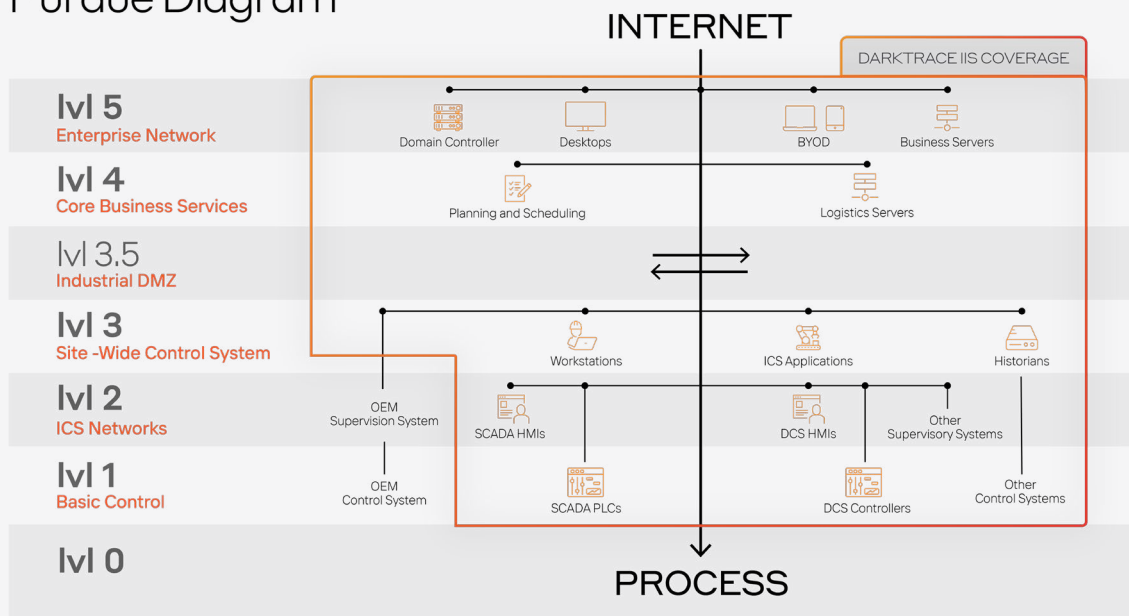 Purdue Diagram
INTERNET
DARKTRACE IIS COVERAGE
lvl 5
Enterprise Network
Domain Controller
Desktops
BYOD
Business Servers
lvl 4
Core Business Services
Planning and Scheduling
Logistics Servers
lvl 3.5
Industrial DMZ
lvl 3
Site -Wide Control System
Workstations
ICS Applications
Historians
lvl 2
ICS Networks
OEM
Supervision System
SCADA HMIs
DCS HMIs
Other
Supervisory Systems
lvl 1
Basic Control
OEM
Control System
SCADA PLCs
DCS Controllers
Other
Control Systems
lvl 0
PROCESS